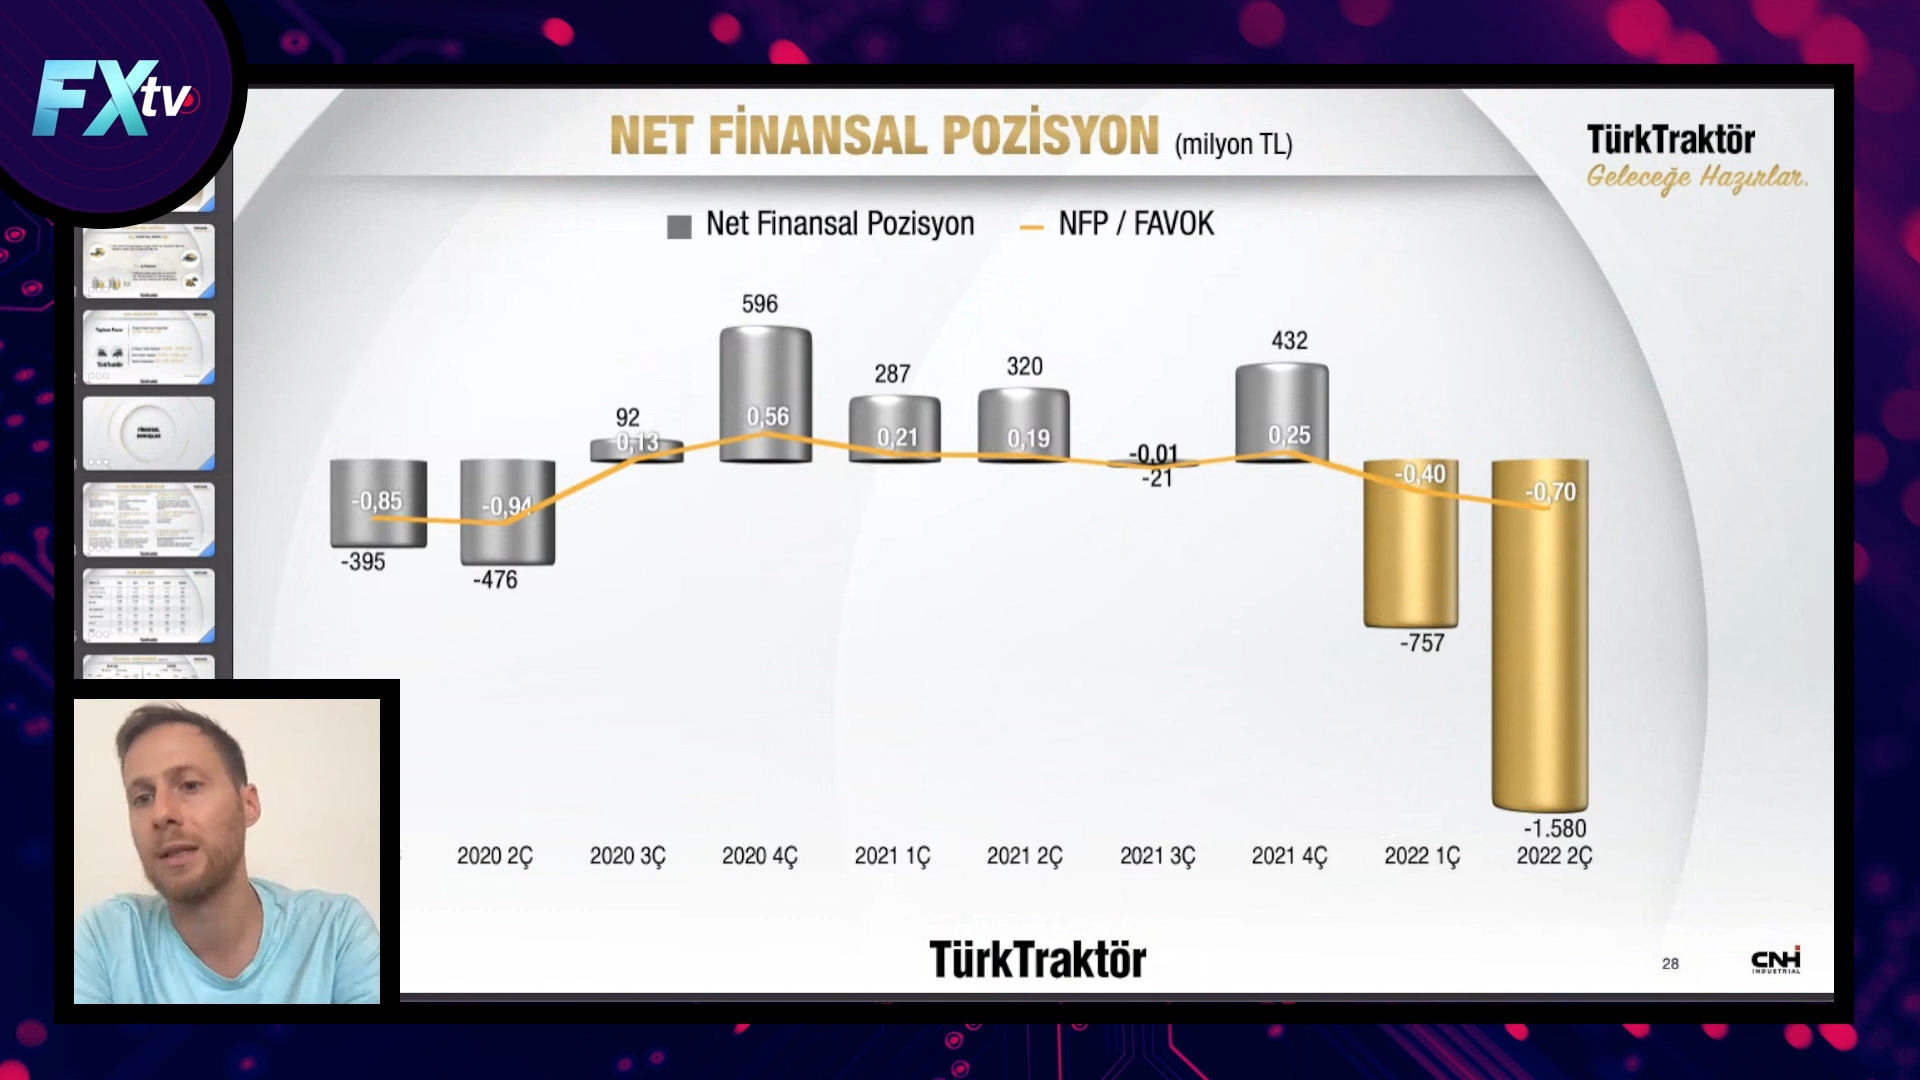 FXtv
NET FİNANSAL POZİSYON (milyon TL)
TürkTraktör
Geleceğe Hazırlar.
Net Finansal Pozisyon
NFP / FAVOK
596
432
287
320
92
0,56
0,13
0,21
0,19
-0,01
-21
0,25
-0,85
-0,94
-0,40
-0,70
-395
-476
-757
-1.580
2020 2Ç
2020 3Ç
2020 4Ç
2021 1Ç
2021 2Ç
2021 3Ç
2021 4Ç
2022 1Ç
2022 2Ç
TürkTraktör
28
CNH
INDUSTRIAL